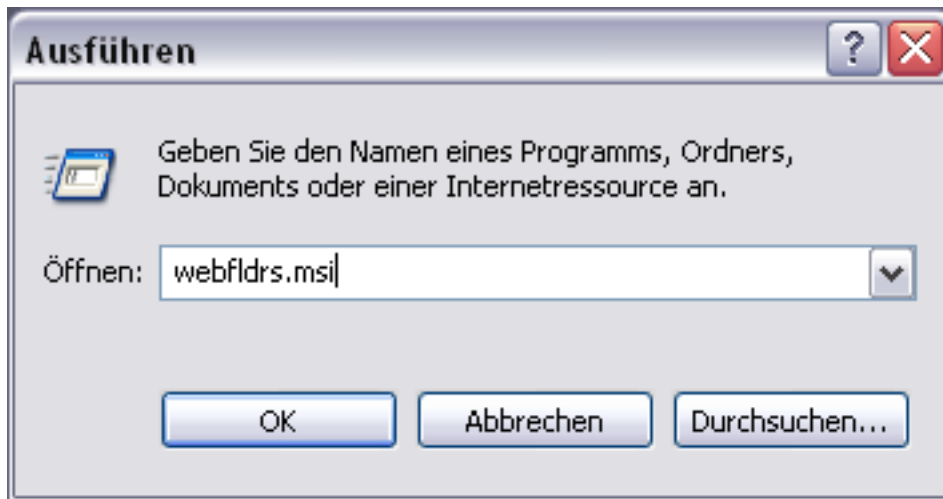 Ausführen
Geben Sie den Namen eines Programms, Ordners,
Dokuments oder einer Internetressource an.
Öffnen: webfldrs.msi
OK Abbrechen Durchsuchen...